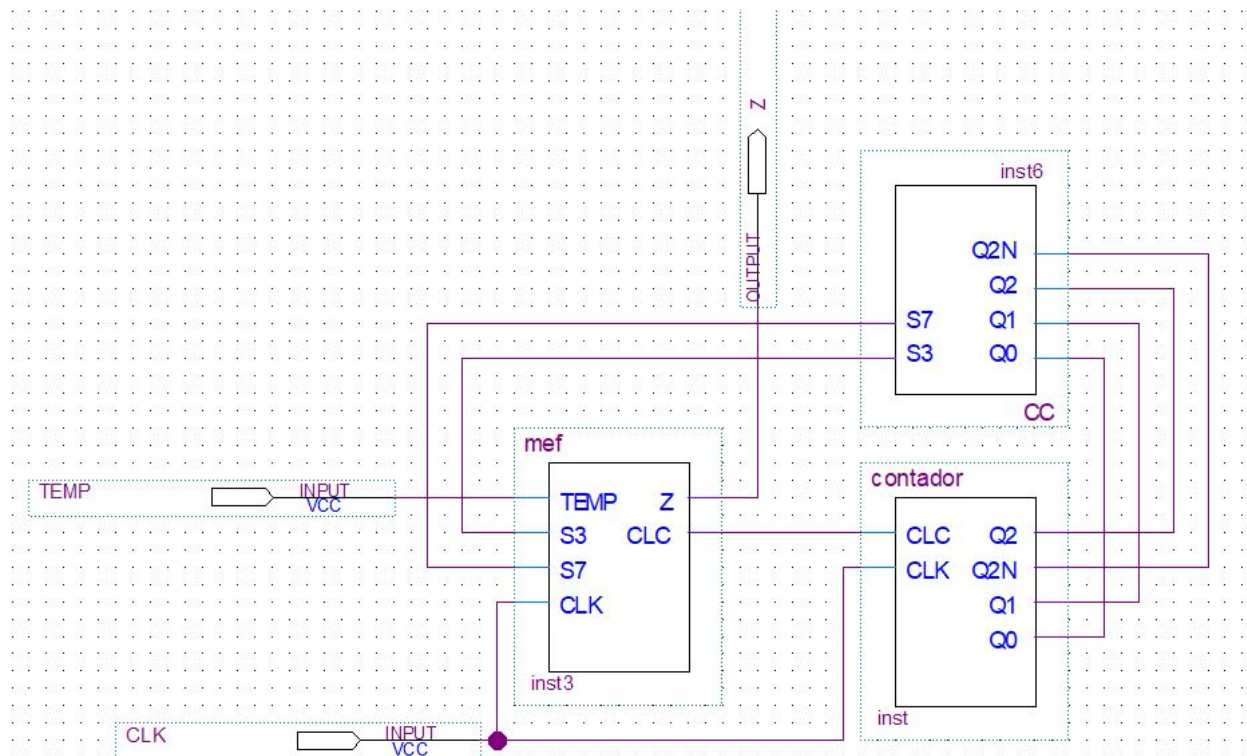 Z
OUTPUT
inst6
Q2N
Q2
S7 Q1
S3 Q0
CC
mef
TEMP INPUT
VCC
TEMP Z
S3 CLC
S7
CLK
inst3
contador
CLC Q2
CLK Q2N
Q1
Q0
inst
CLK INPUT
VCC